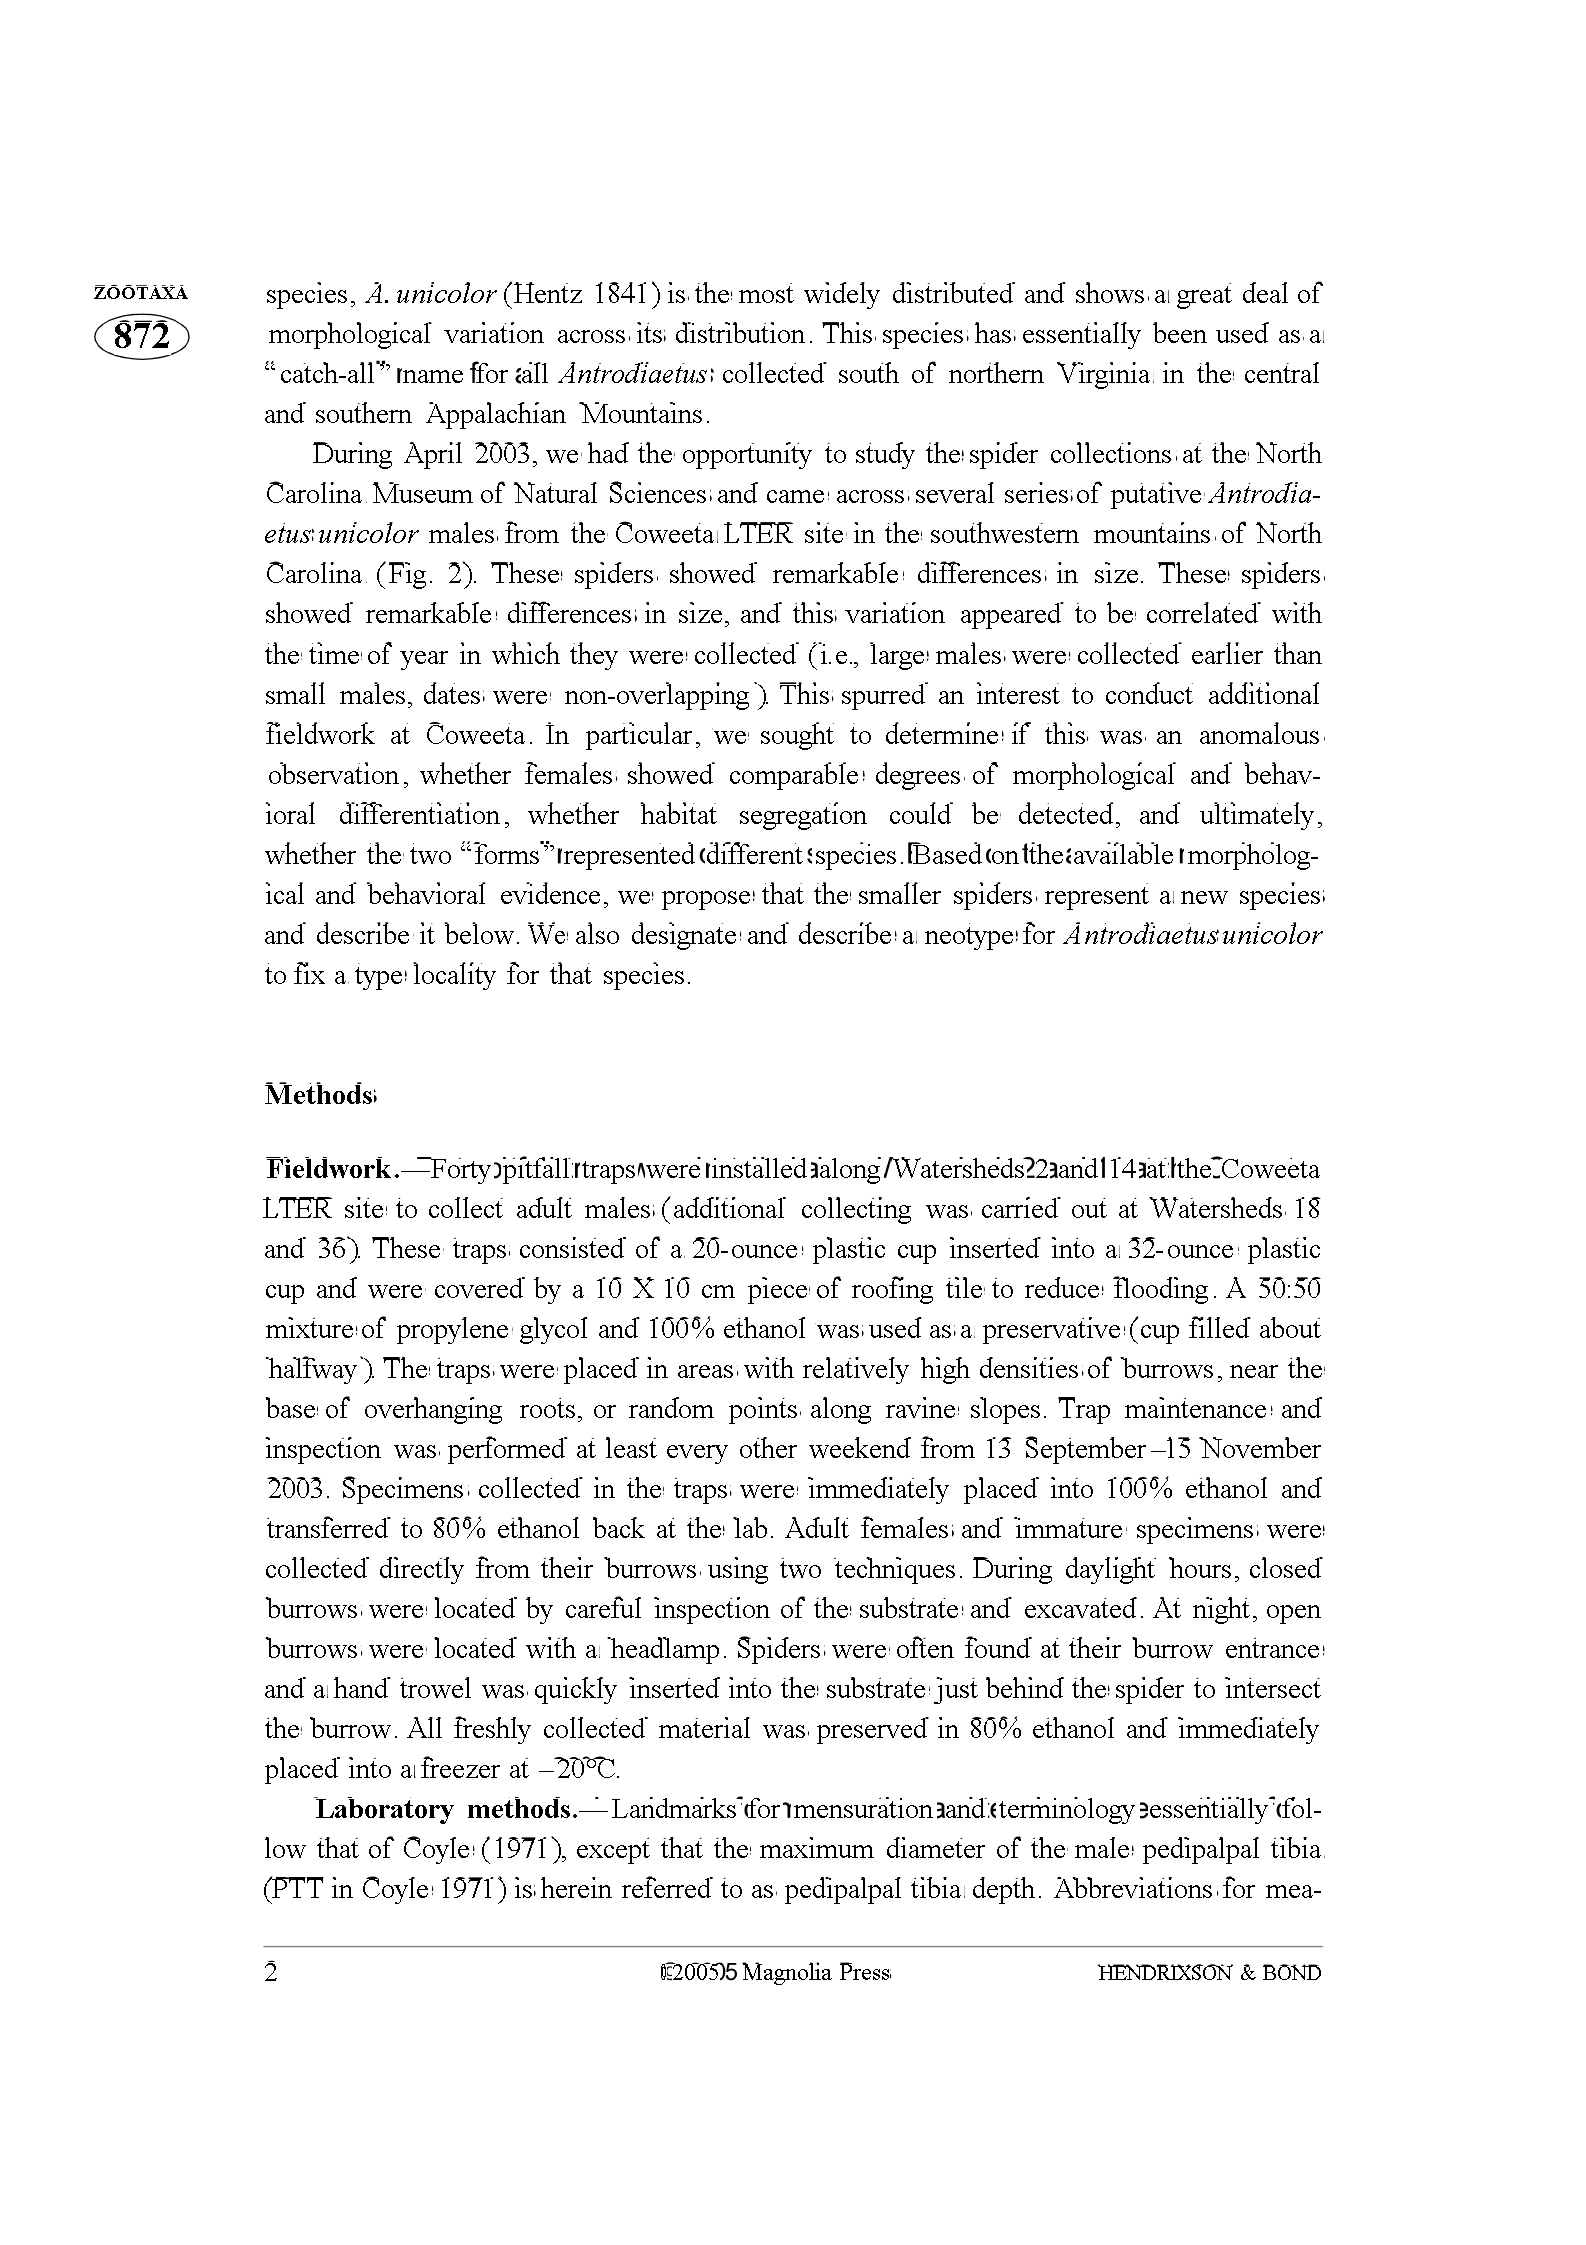 ZOOTAXA
872
species, A. unicolor (Hentz 1841) is the most widely distributed and shows a great deal of
morphological variation across its distribution. This species has essentially been used as a
“catch-all” name for all Antrodiaetus collected south of northern Virginia in the central
and southern Appalachian Mountains.
During April 2003, we had the opportunity to study the spider collections at the North
Carolina Museum of Natural Sciences and came across several series of putative Antrodia-
etus unicolor males from the Coweeta LTER site in the southwestern mountains of North
Carolina (Fig. 2). These spiders showed remarkable differences in size. These spiders
showed remarkable differences in size, and this variation appeared to be correlated with
the time of year in which they were collected (i.e., large males were collected earlier than
small males, dates were non-overlapping). This spurred an interest to conduct additional
fieldwork at Coweeta. In particular, we sought to determine if this was an anomalous
observation, whether females showed comparable degrees of morphological and behav-
ioral differentiation, whether habitat segregation could be detected, and ultimately,
whether the two “forms” represented different species. Based on the available morpholog-
ical and behavioral evidence, we propose that the smaller spiders represent a new species
and describe it below. We also designate and describe a neotype for Antrodiaetus unicolor
to fix a type locality for that species.
Methods
Fieldwork.—Forty pitfall traps were installed along Watersheds 2 and 14 at the Coweeta
LTER site to collect adult males (additional collecting was carried out at Watersheds 18
and 36). These traps consisted of a 20-ounce plastic cup inserted into a 32-ounce plastic
cup and were covered by a 10 X 10 cm piece of roofing tile to reduce flooding. A 50:50
mixture of propylene glycol and 100% ethanol was used as a preservative (cup filled about
halfway). The traps were placed in areas with relatively high densities of burrows, near the
base of overhanging roots, or random points along ravine slopes. Trap maintenance and
inspection was performed at least every other weekend from 13 September–15 November
2003. Specimens collected in the traps were immediately placed into 100% ethanol and
transferred to 80% ethanol back at the lab. Adult females and immature specimens were
collected directly from their burrows using two techniques. During daylight hours, closed
burrows were located by careful inspection of the substrate and excavated. At night, open
burrows were located with a headlamp. Spiders were often found at their burrow entrance
and a hand trowel was quickly inserted into the substrate just behind the spider to intersect
the burrow. All freshly collected material was preserved in 80% ethanol and immediately
placed into a freezer at –20°C.
Laboratory methods.—Landmarks for mensuration and terminology essentially fol-
low that of Coyle (1971), except that the maximum diameter of the male pedipalpal tibia
(PTT in Coyle 1971) is herein referred to as pedipalpal tibia depth. Abbreviations for mea-
2 © 2005 Magnolia Press HENDRIXSON & BOND